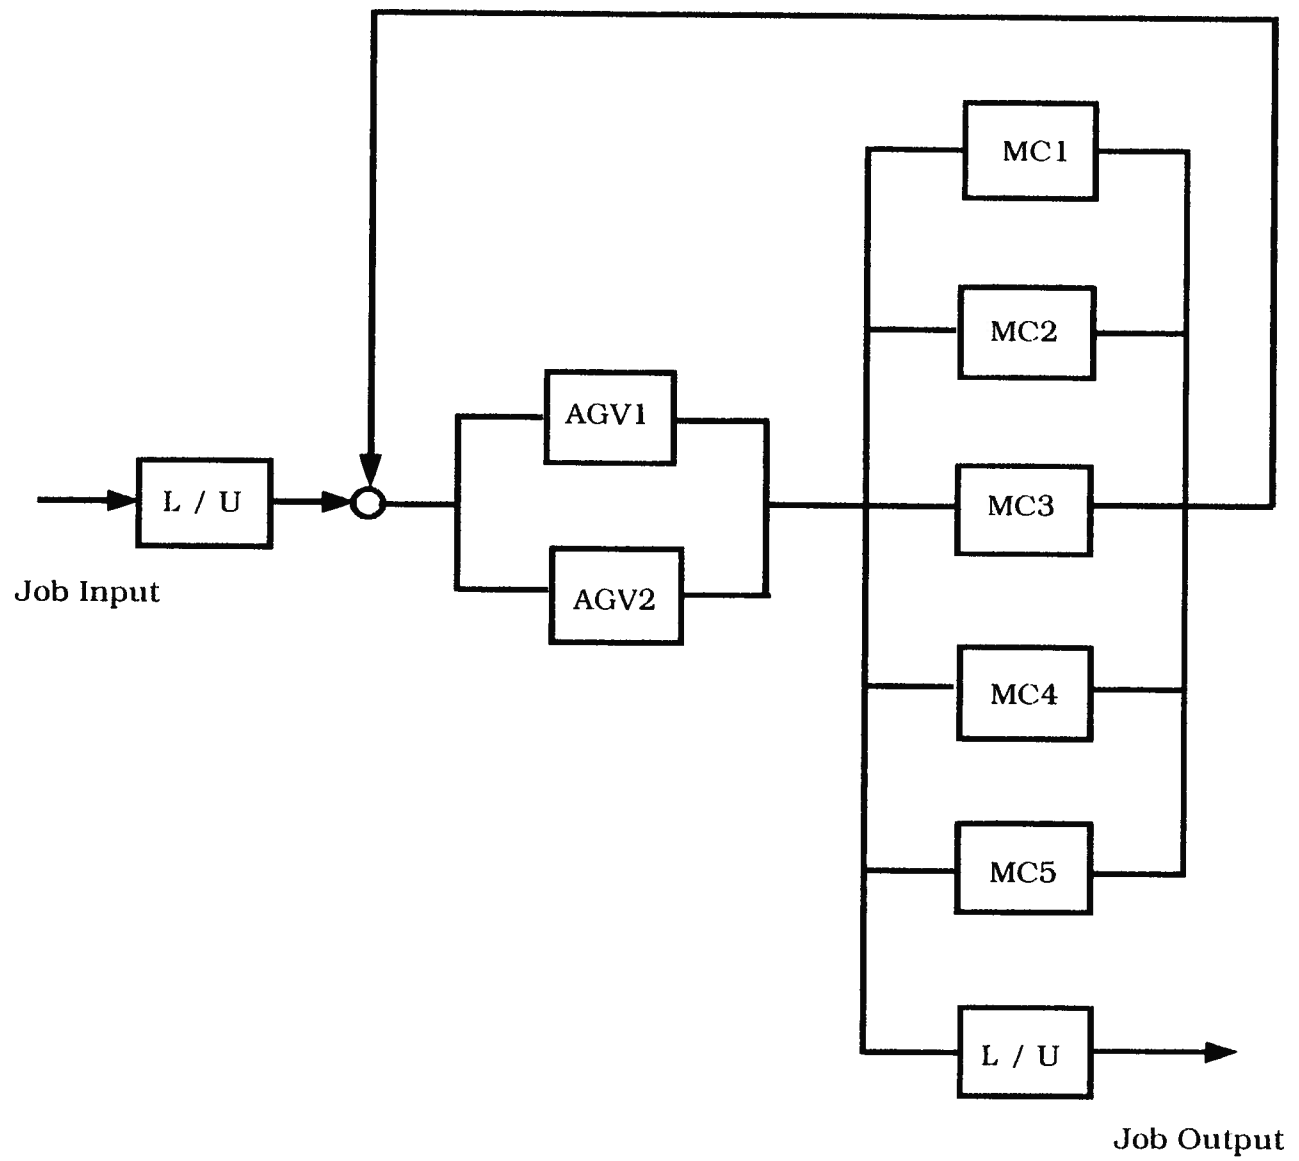 MC1
MC2
AGV1
L / U
MC3
Job Input
AGV2
MC4
MC5
L / U
Job Output